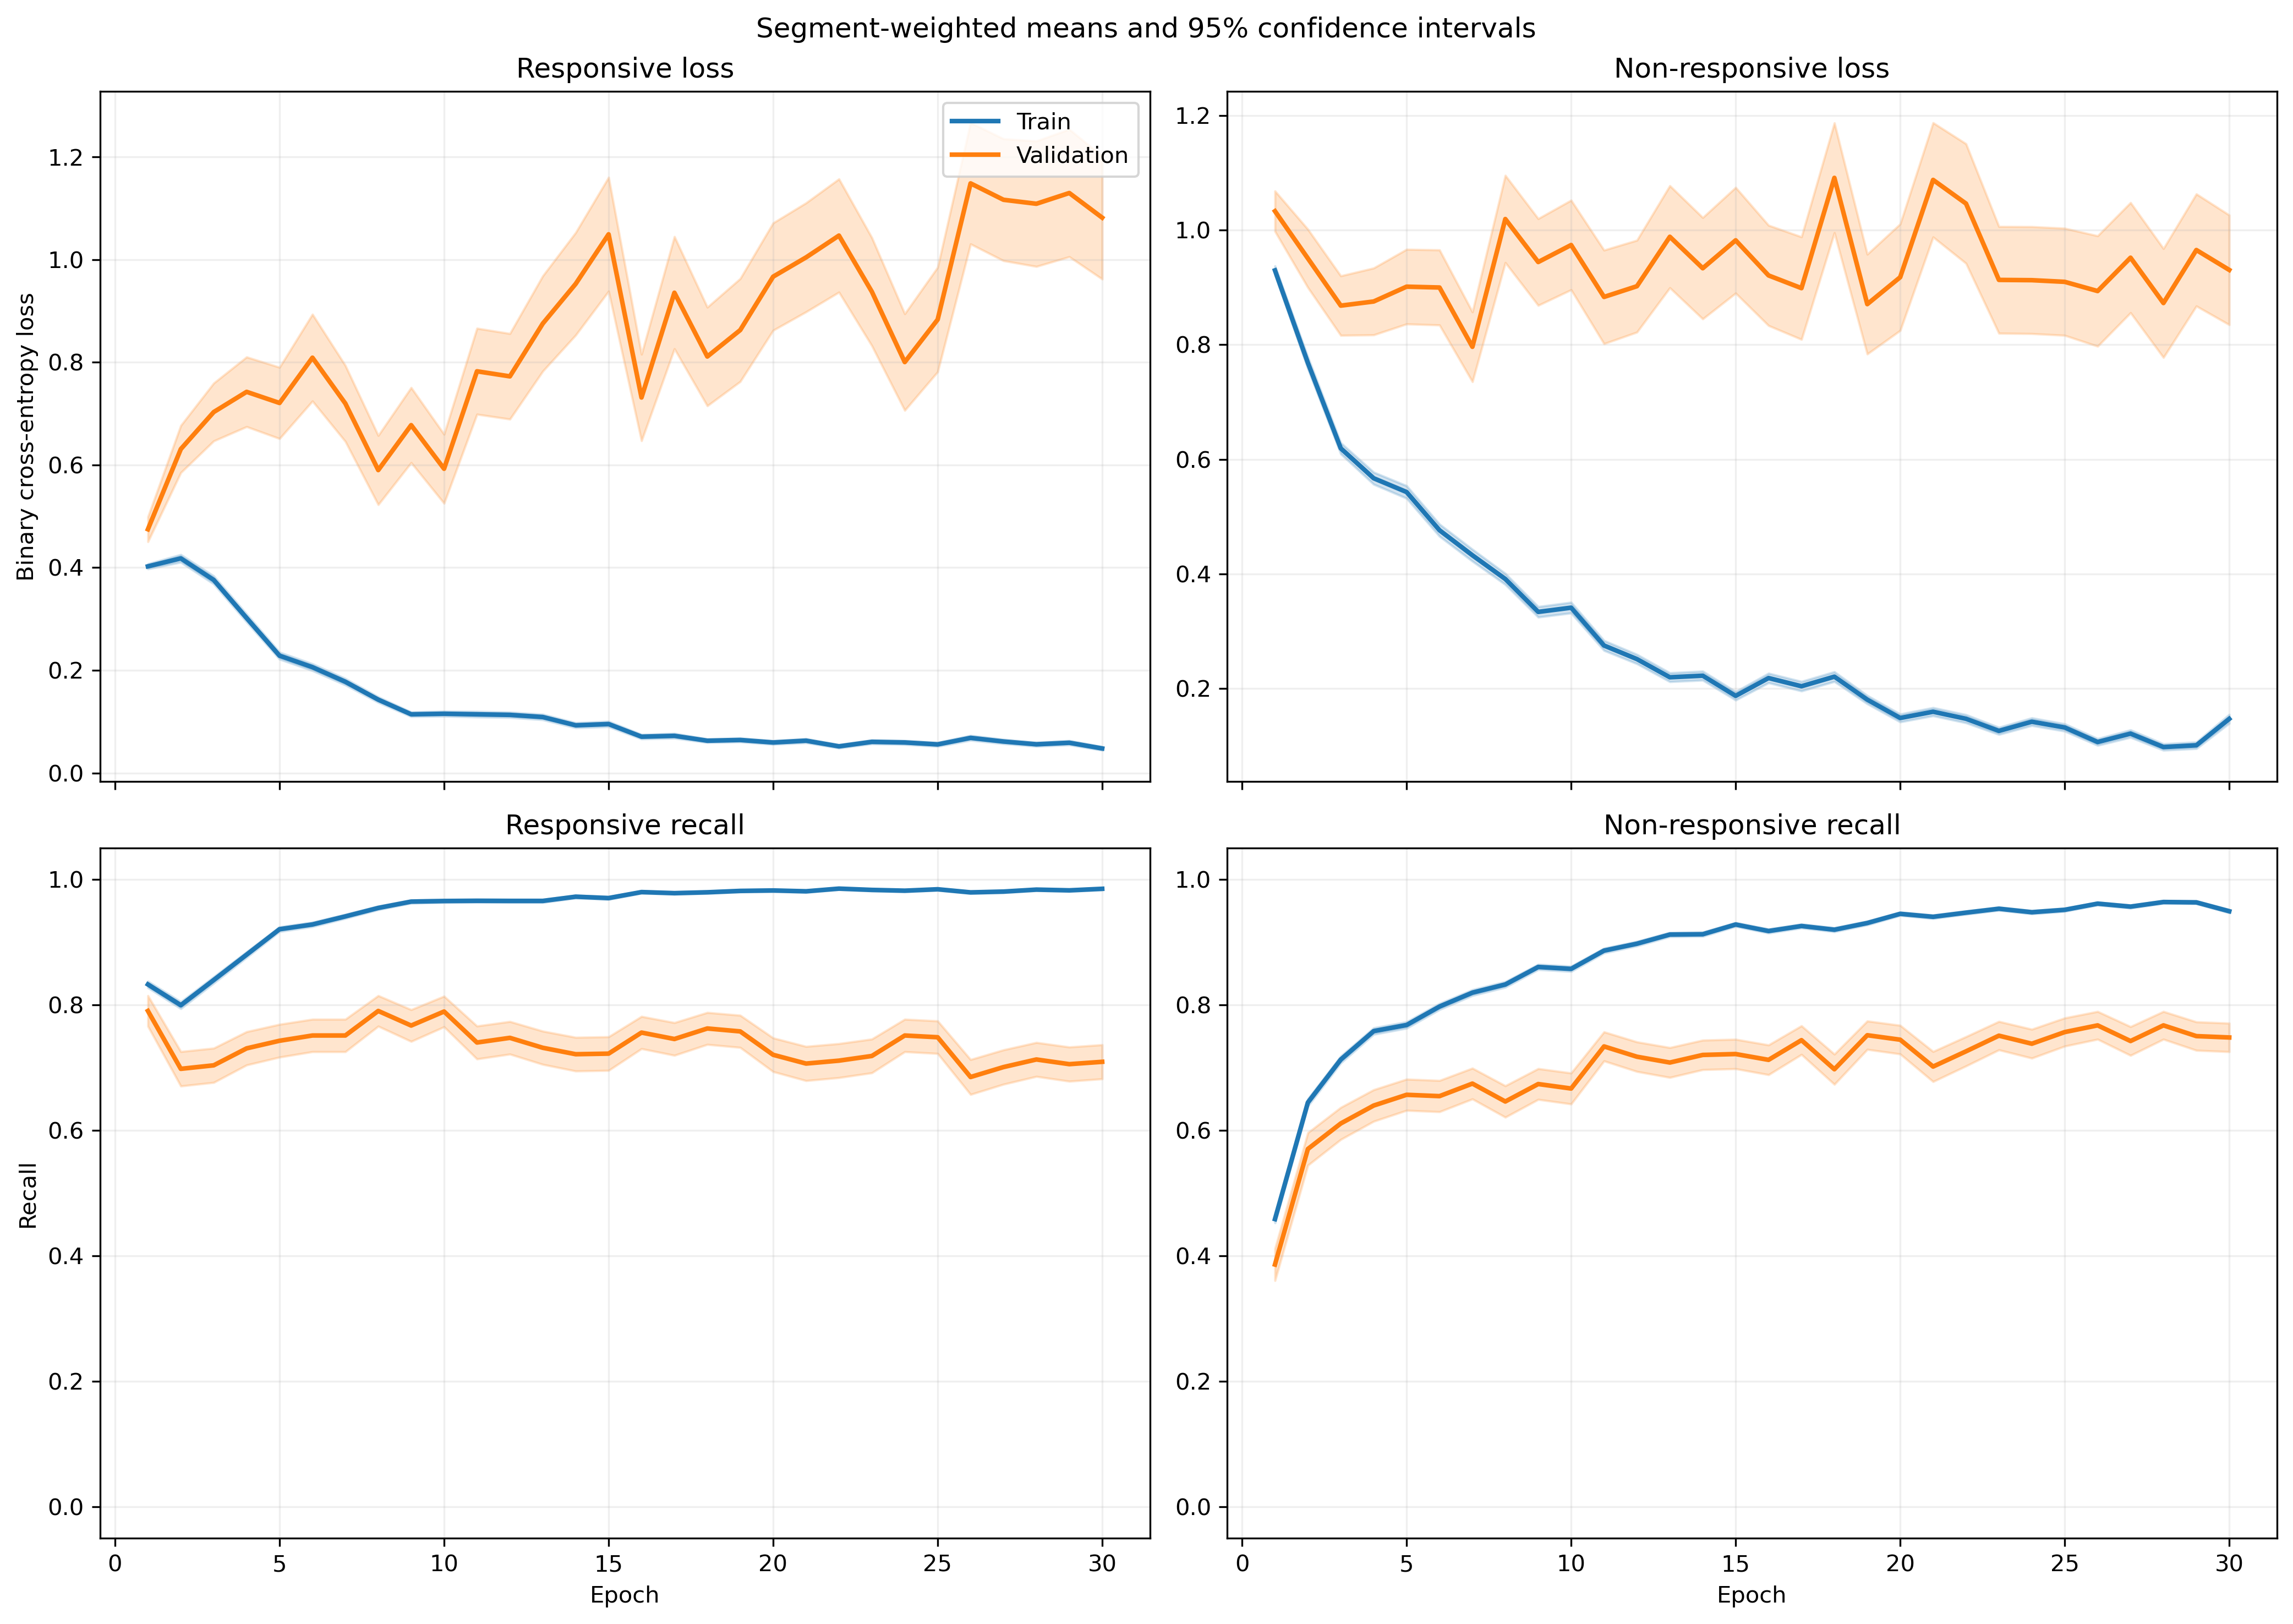 Segment-weighted means and 95% confidence intervals
Responsive loss
Non-responsive loss
Train
Validation
Binary cross-entropy loss
1.2
1.0
0.8
0.6
0.4
0.2
0.0
1.2
1.0
0.8
0.6
0.4
0.2
Responsive recall
Non-responsive recall
Recall
1.0
0.8
0.6
0.4
0.2
0.0
0 5 10 15 20 25 30
Epoch
1.0
0.8
0.6
0.4
0.2
0.0
0 5 10 15 20 25 30
Epoch